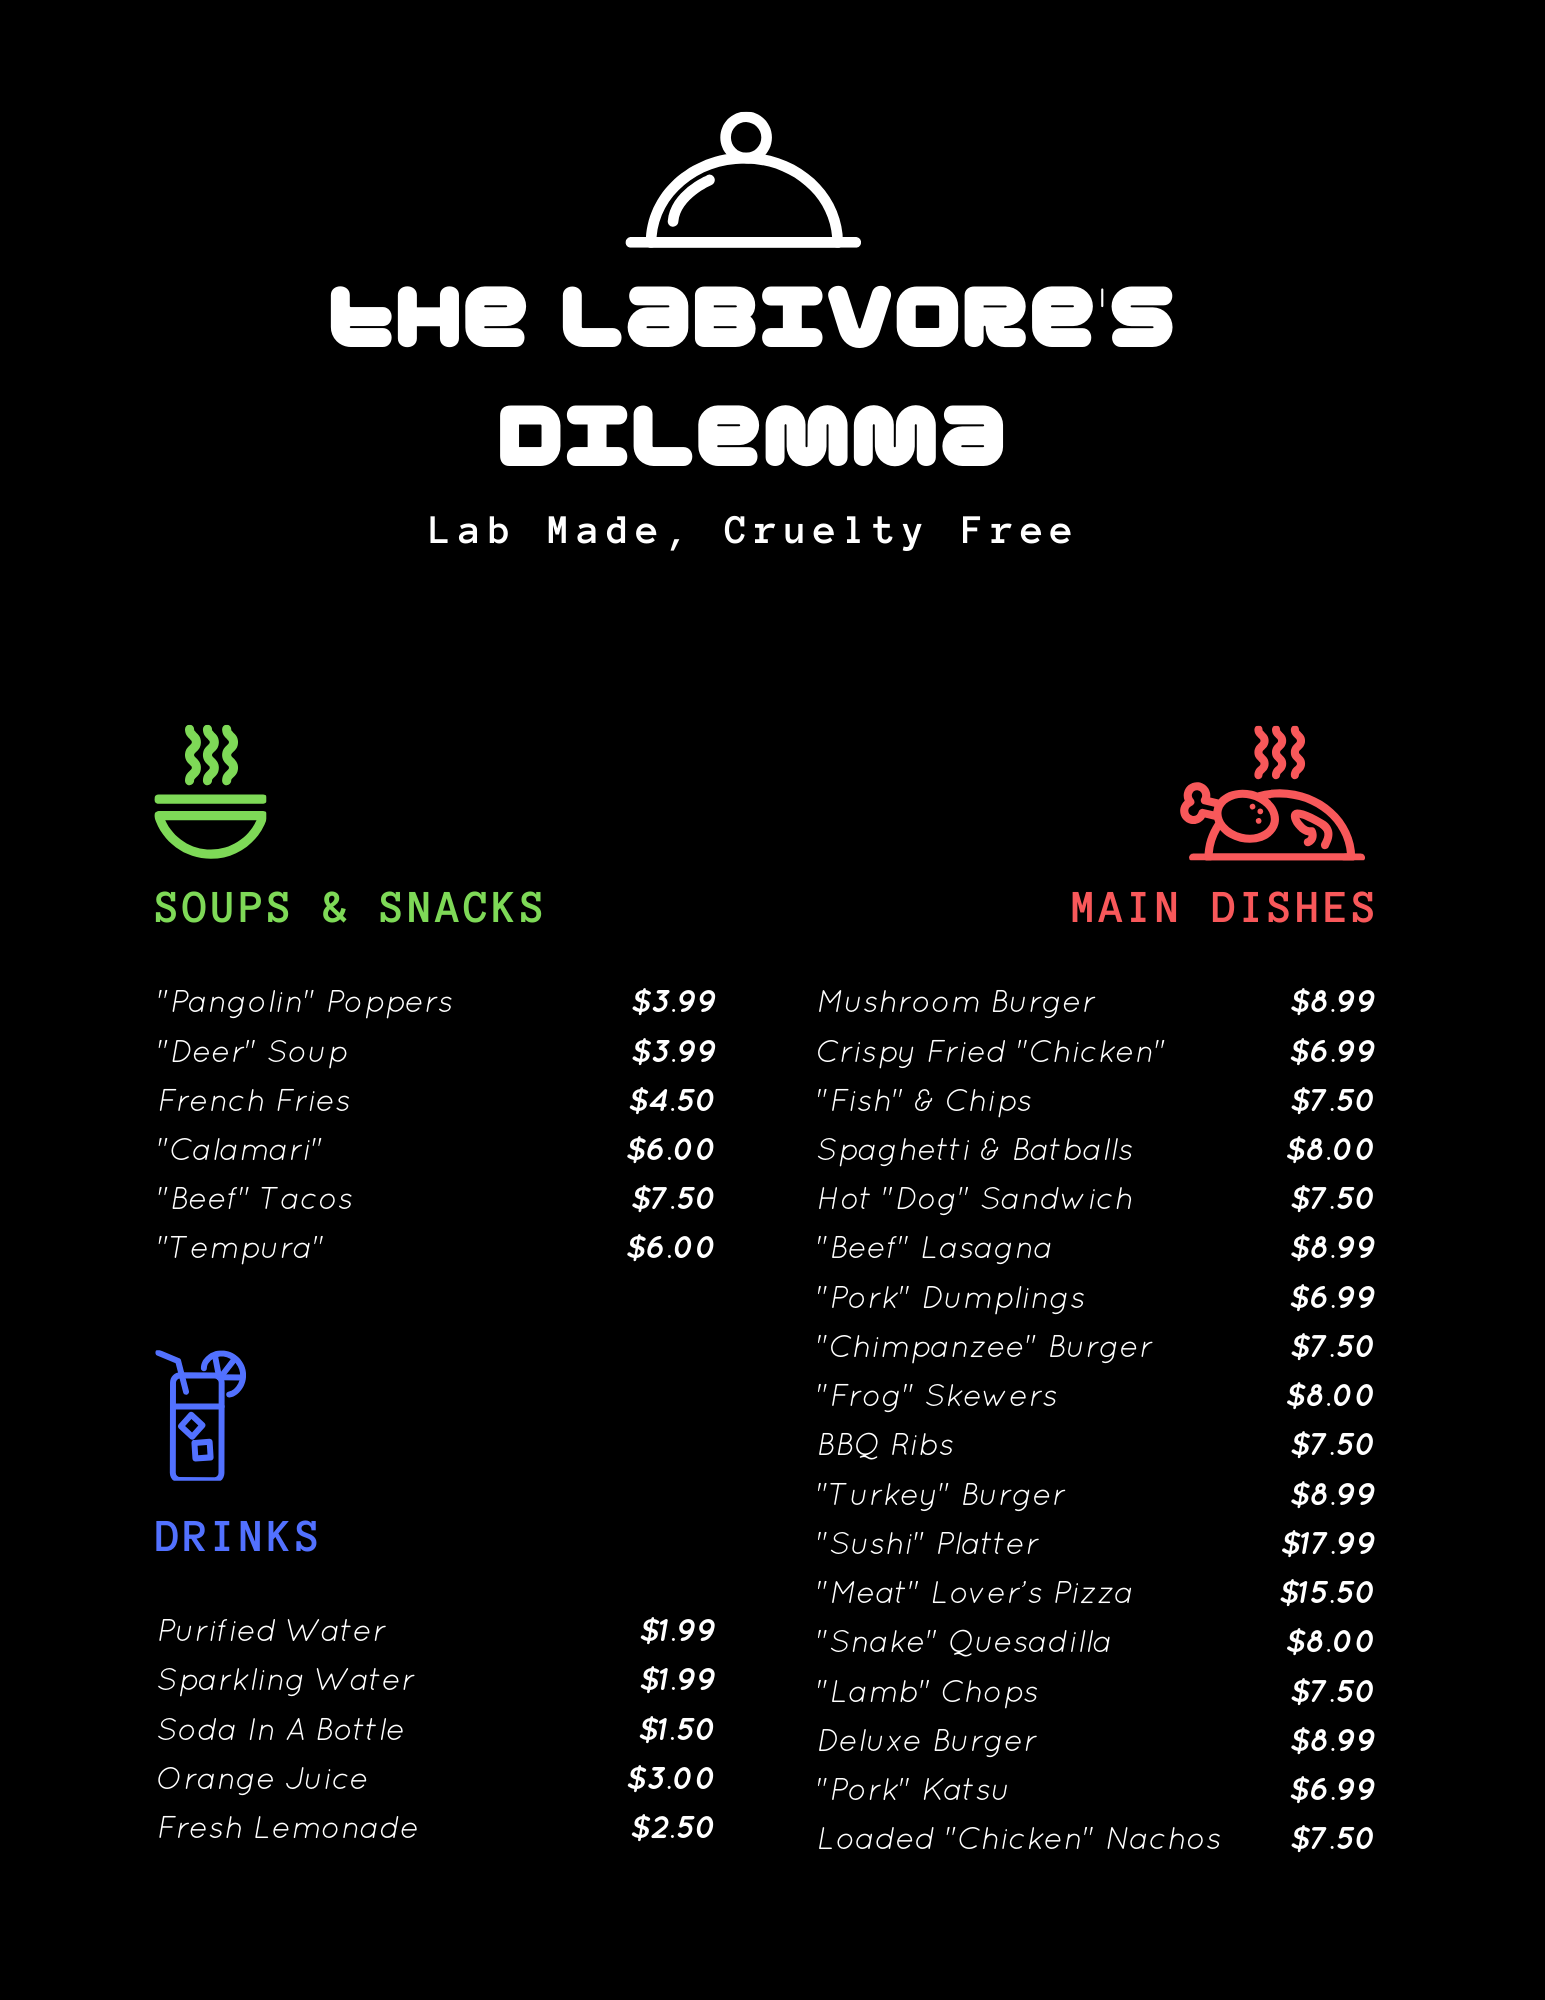 THE LABIVORE'S
DILEMMA
Lab Made, Cruelty Free
SOUPS & SNACKS
"Pangolin" Poppers $3.99
"Deer" Soup $3.99
French Fries $4.50
"Calamari" $6.00
"Beef" Tacos $7.50
"Tempura" $6.00
DRINKS
Purified Water $1.99
Sparkling Water $1.99
Soda In A Bottle $1.50
Orange Juice $3.00
Fresh Lemonade $2.50
MAIN DISHES
Mushroom Burger $8.99
Crispy Fried "Chicken" $6.99
"Fish" & Chips $7.50
Spaghetti & Batballs $8.00
Hot "Dog" Sandwich $7.50
"Beef" Lasagna $8.99
"Pork" Dumplings $6.99
"Chimpanzee" Burger $7.50
"Frog" Skewers $8.00
BBQ Ribs $7.50
"Turkey" Burger $8.99
"Sushi" Platter $17.99
"Meat" Lover’s Pizza $15.50
"Snake" Quesadilla $8.00
"Lamb" Chops $7.50
Deluxe Burger $8.99
"Pork" Katsu $6.99
Loaded "Chicken" Nachos $7.50